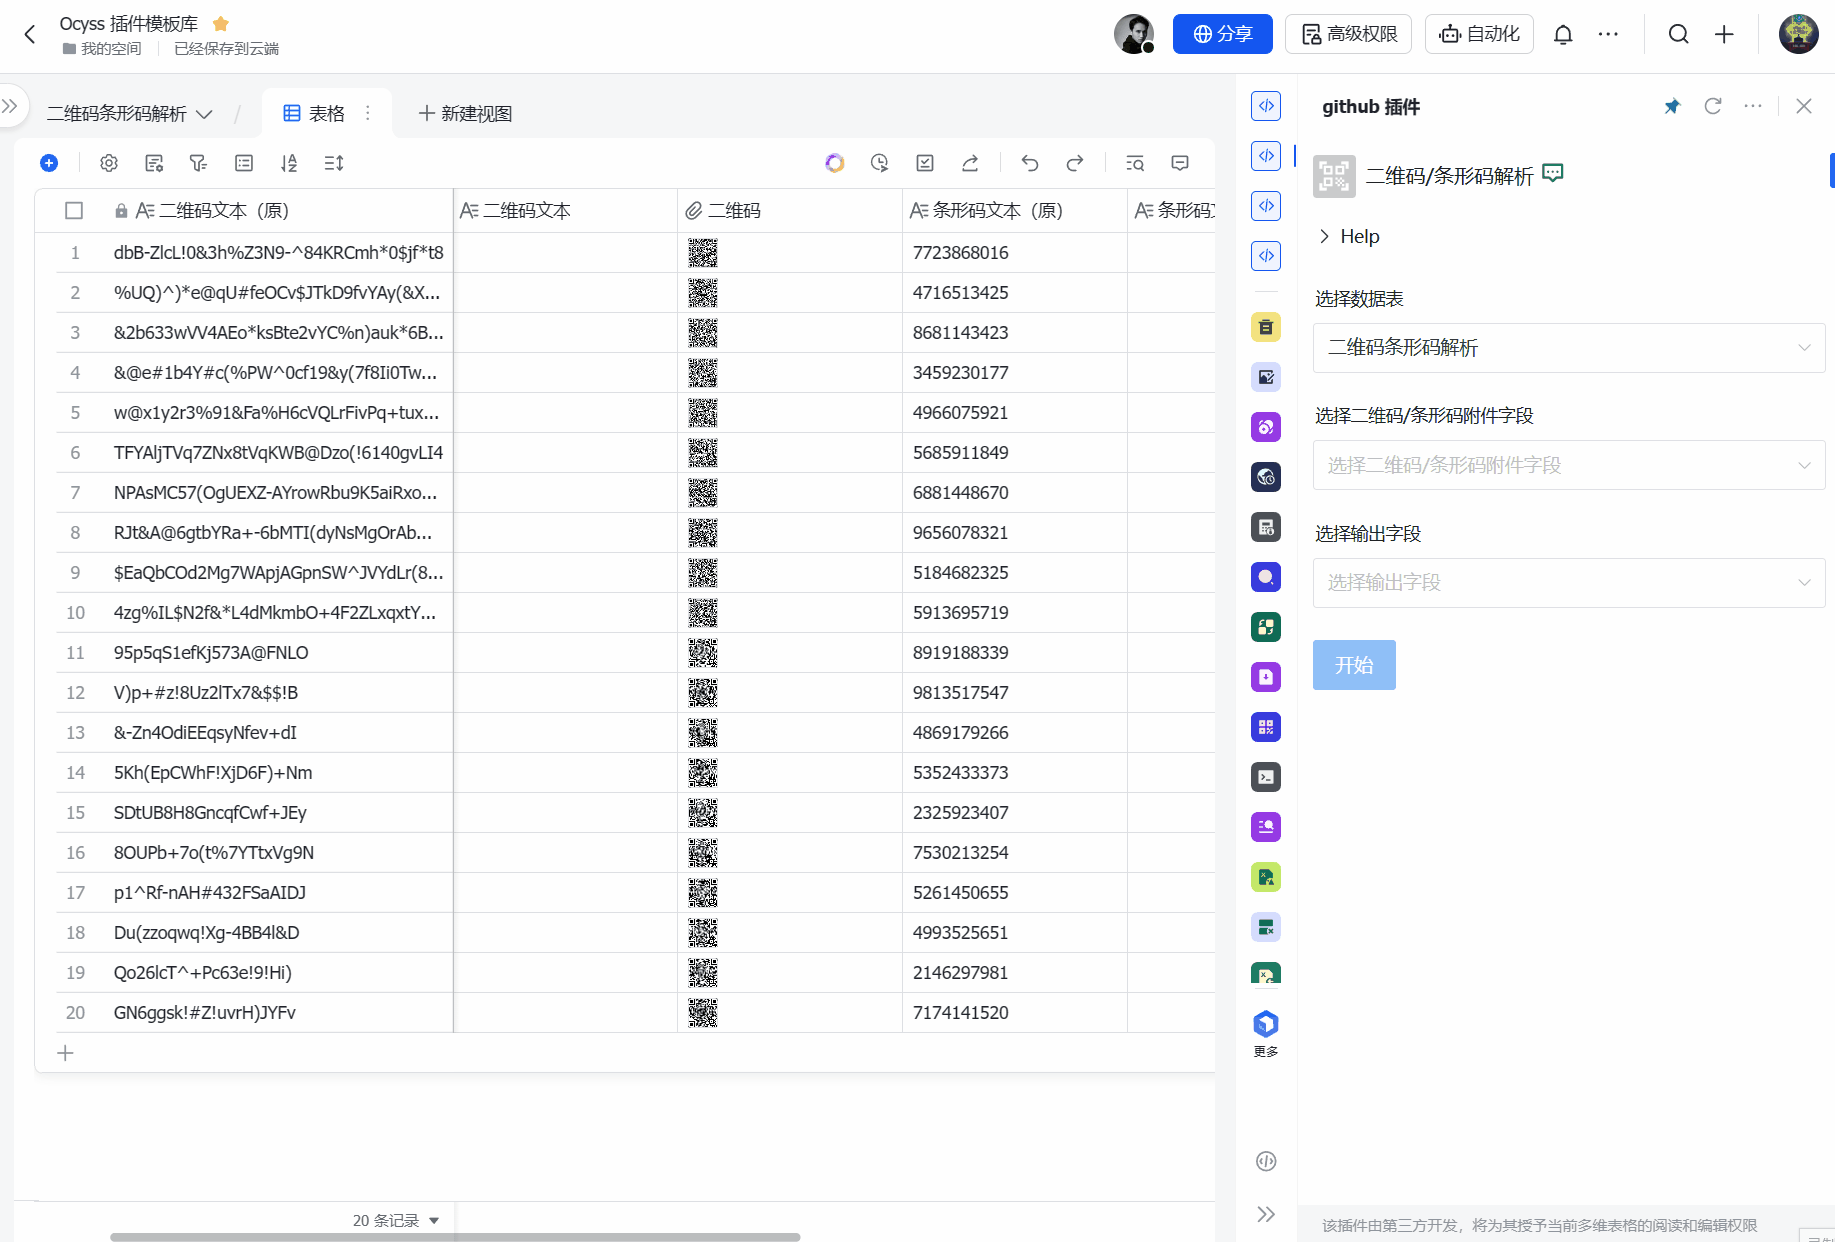 Ocyss 插件模板库
我的空间 已经保存到云端
分享 高级权限 自动化
二维码条形码解析 / 表格 新建视图
二维码文本（原） 二维码文本 二维码 条形码文本（原） 条形码文
1 dbB-ZlcL!0&3h%Z3N9-^84KRCmh*0$jf*t8 7723868016
2 %UQ)^)*e@qU#feOCv$JTkD9fvYAy(&X... 4716513425
3 &2b633wVV4AEo*ksBte2vYC%n)auk*6B... 8681143423
4 &@e#1b4Y#c(%PW^0cf19&y(7f8Ii0Tw... 3459230177
5 w@x1y2r3%91&Fa%H6cVQLrFivPq+tux... 4966075921
6 TFYAljTVq7ZNx8tVqKWB@Dzo(!6140gvLI4 5685911849
7 NPAsMC57(OgUEXZ-AYrowRbu9K5aiRxo... 6881448670
8 RJt&A@6gtbYRa+-6bMTI(dyNsMgOrAb... 9656078321
9 $EaQbCOd2Mg7WApjAGpnSW^JVYdLr(8... 5184682325
10 4zg%IL$N2f&*L4dMkmbO+4F2ZLxqxtY... 5913695719
11 95p5qS1efKj573A@FNLO 8919188339
12 V)p+#z!8Uz2lTx7&$$!B 9813517547
13 &-Zn4OdiEEqsyNfev+dI 4869179266
14 5Kh(EpCWhF!XjD6F)+Nm 5352433373
15 SDtUB8H8GncqfCwf+JEy 2325923407
16 8OUPb+7o(t%7YTtxVg9N 7530213254
17 p1^Rf-nAH#432FSaAIDJ 5261450655
18 Du(zzoqwq!Xg-4BB4l&D 4993525651
19 Qo26lcT^+Pc63e!9!Hi) 2146297981
20 GN6ggsk!#Z!uvrH)JYFv 7174141520
20 条记录
更多
github 插件
二维码/条形码解析
Help
选择数据表
二维码条形码解析
选择二维码/条形码附件字段
选择二维码/条形码附件字段
选择输出字段
选择输出字段
开始
该插件由第三方开发，将为其授予当前多维表格的阅读和编辑权限